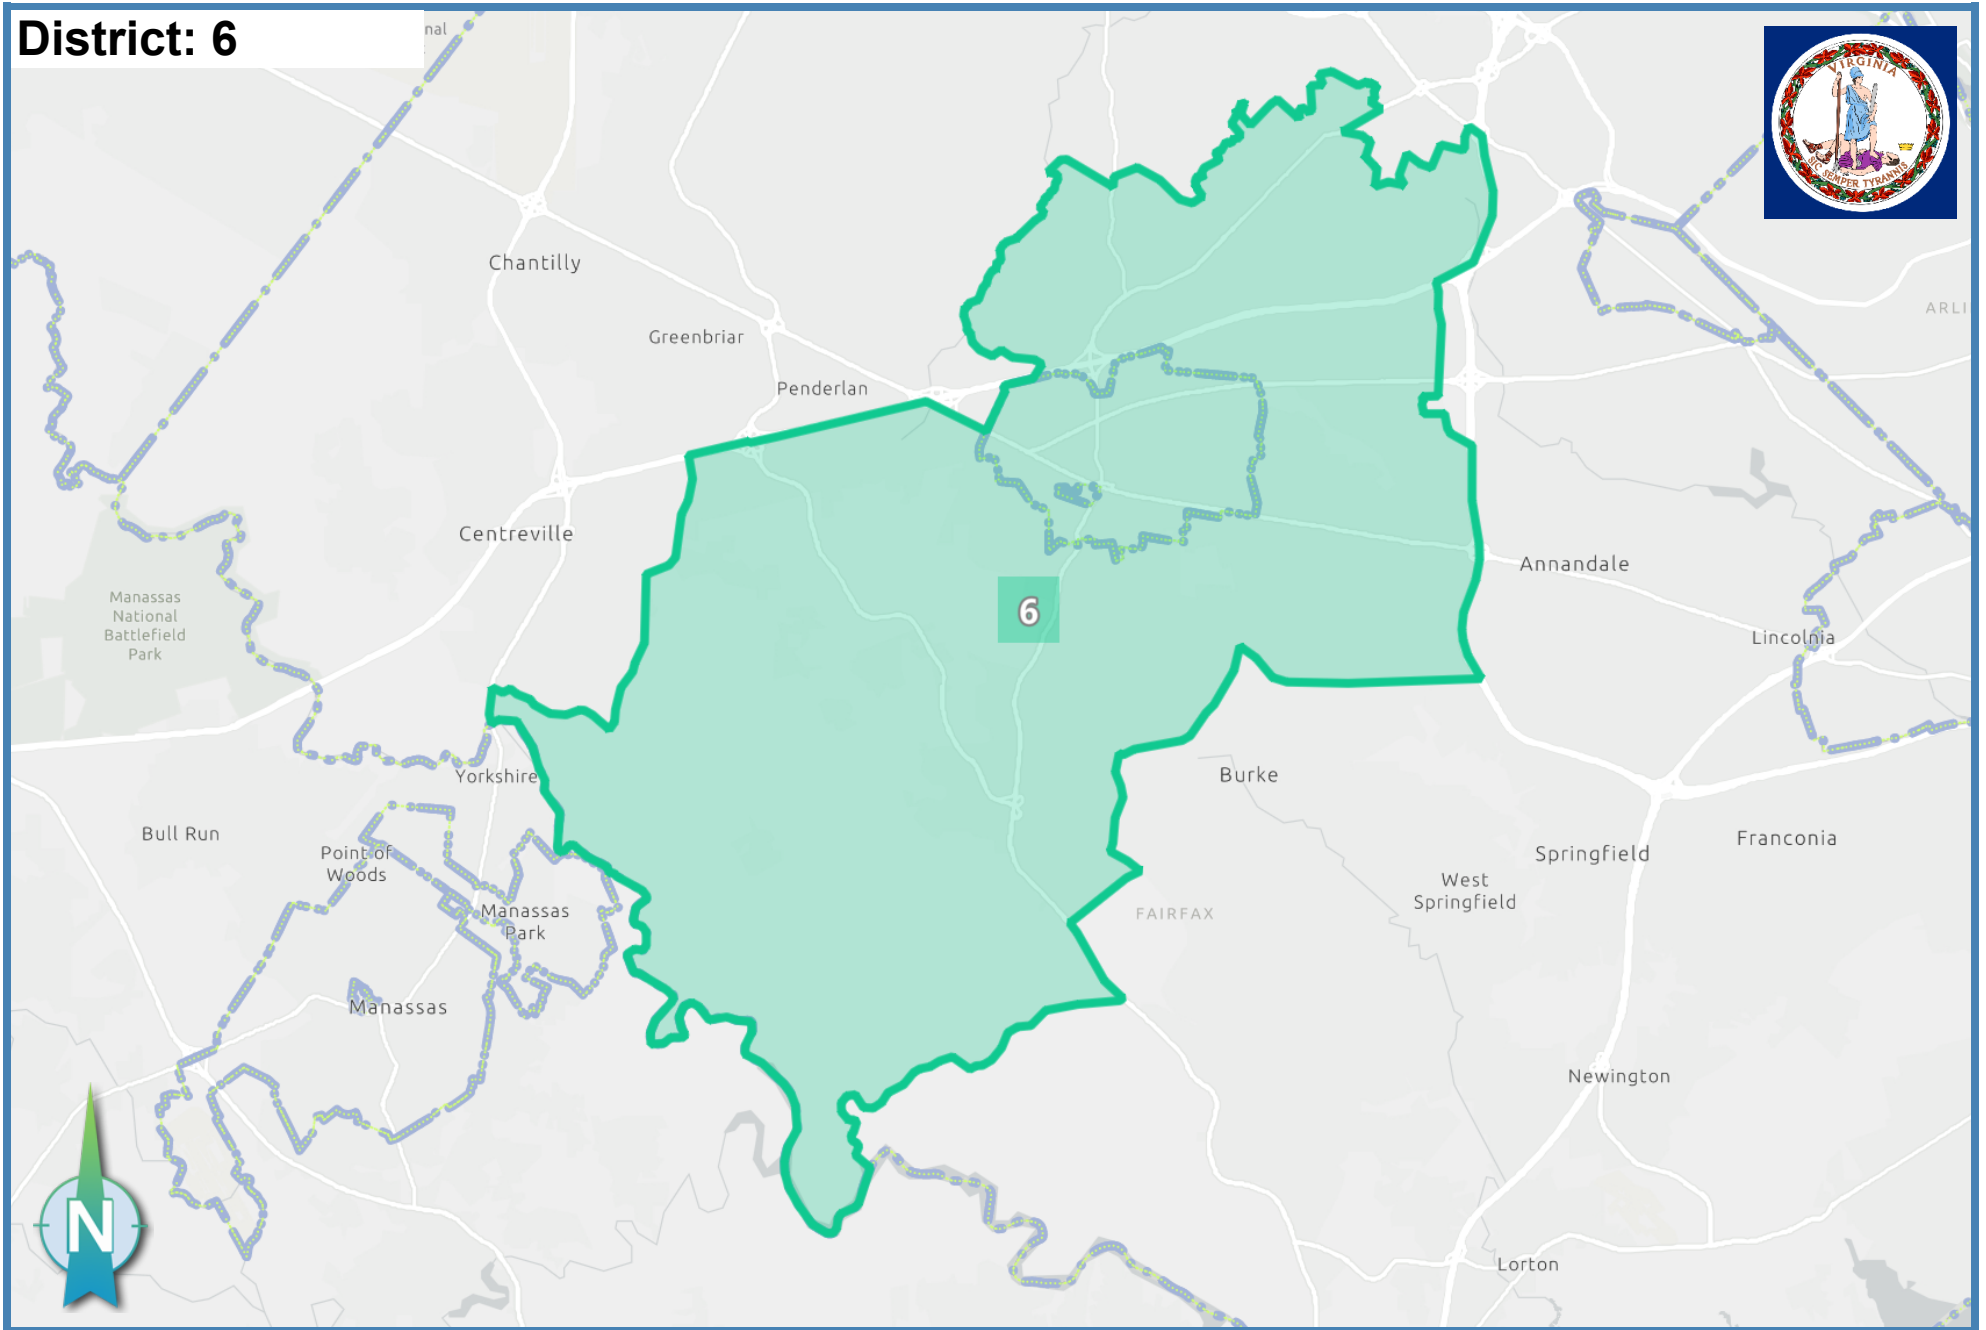 District: 6
nal
VIRGINIA
SIC SEMPER TYRANNIS
Chantilly
ARLI
Greenbriar
Penderlan
Centreville
Annandale
Manassas
National
Battlefield
Park
6
Lincolnia
Yorkshire
Burke
Bull Run
Franconia
Point of
Woods
Springfield
West
Springfield
Manassas
Park
FAIRFAX
Manassas
Newington
N
Lorton